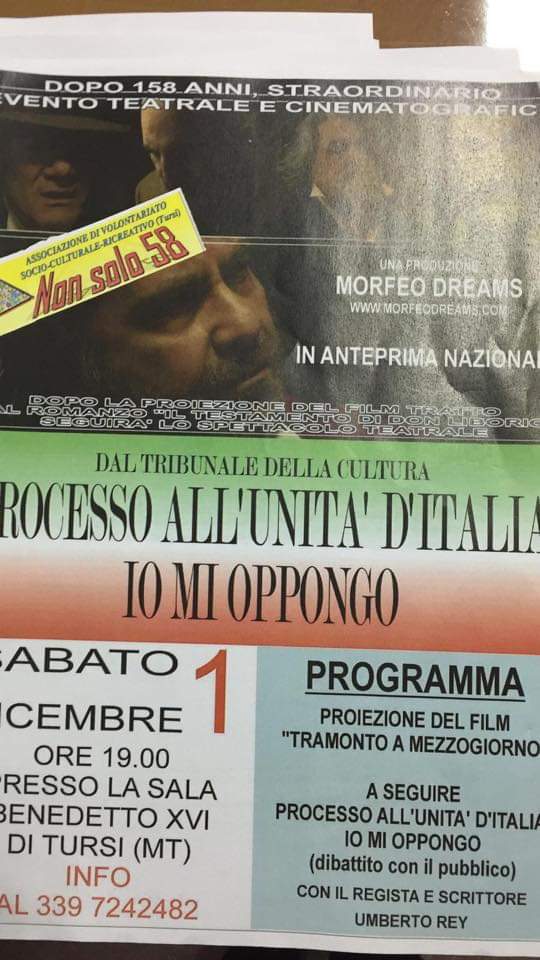 DOPO 158 ANNI, STRAORDINARIO
EVENTO TEATRALE E CINEMATOGRAFIC
ASSOCIAZIONE DI VOLONTARIATO
SOCIO-CULTURALE-RICREATIVO (Tursi)
Non solo 58
UNA PRODUZIONE
MORFEO DREAMS
WWW.MORFEODREAMS.COM
IN ANTEPRIMA NAZIONAL
DOPO LA PROIEZIONE DEL FILM TRATTO
AL ROMANZO "IL TESTAMENTO DI DON LIBORIO
SEGUIRA' LO SPETTACOLO TEATRALE
DAL TRIBUNALE DELLA CULTURA
ROCESSO ALL'UNITA' D'ITALIA
IO MI OPPONGO
SABATO 1
ICEMBRE
ORE 19.00
PRESSO LA SALA
BENEDETTO XVI
DI TURSI (MT)
INFO
AL 339 7242482
PROGRAMMA
PROIEZIONE DEL FILM
"TRAMONTO A MEZZOGIORNO
A SEGUIRE
PROCESSO ALL'UNITA' D'ITALIA
IO MI OPPONGO
(dibattito con il pubblico)
CON IL REGISTA E SCRITTORE
UMBERTO REY